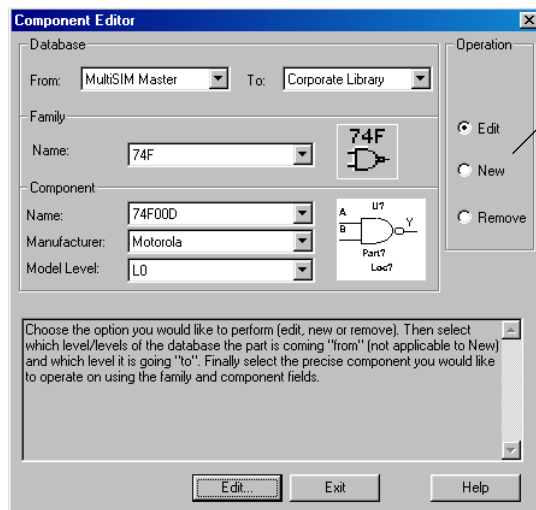 Component Editor
Database
From: MultiSIM Master To: Corporate Library
Family
Name: 74F
74F
Component
Name: 74F00D
Manufacturer: Motorola
Model Level: L0
A
B
U?
Y
Part?
Loc?
Operation
Edit
New
Remove
Choose the option you would like to perform (edit, new or remove). Then select
which level/levels of the database the part is coming "from" (not applicable to New)
and which level it is going "to". Finally select the precise component you would like
to operate on using the family and component fields.
Edit... Exit Help